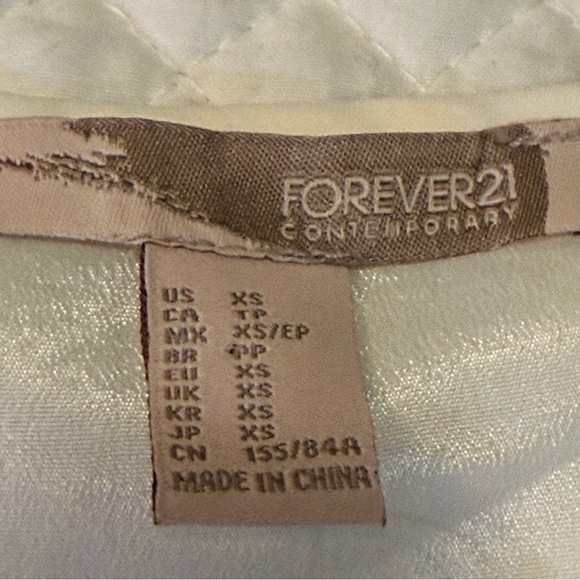 FOREVER21
CONTEMPORARY
US XS
CA TP
MX XS/EP
BR PP
EU XS
UK XS
KR XS
JP XS
CN 155/84A
MADE IN CHINA